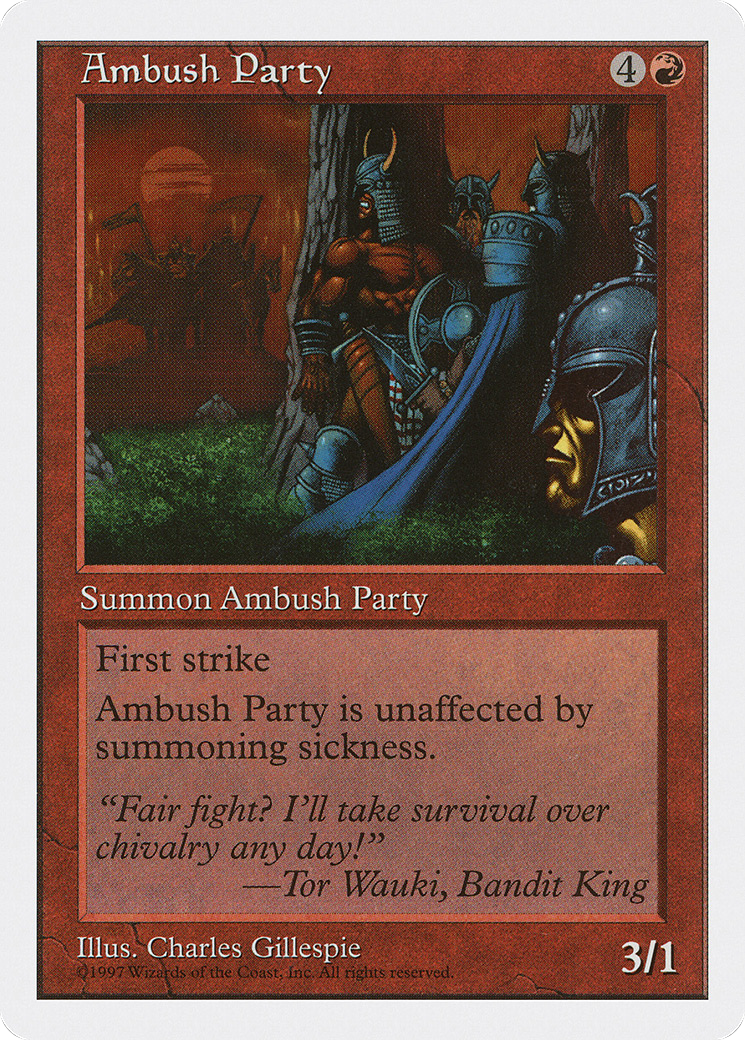 Ambush Party 4
Summon Ambush Party
First strike
Ambush Party is unaffected by
summoning sickness.
“Fair fight? I’ll take survival over
chivalry any day!”
—Tor Wauki, Bandit King
Illus. Charles Gillespie
©1997 Wizards of the Coast, Inc. All rights reserved.
3/1